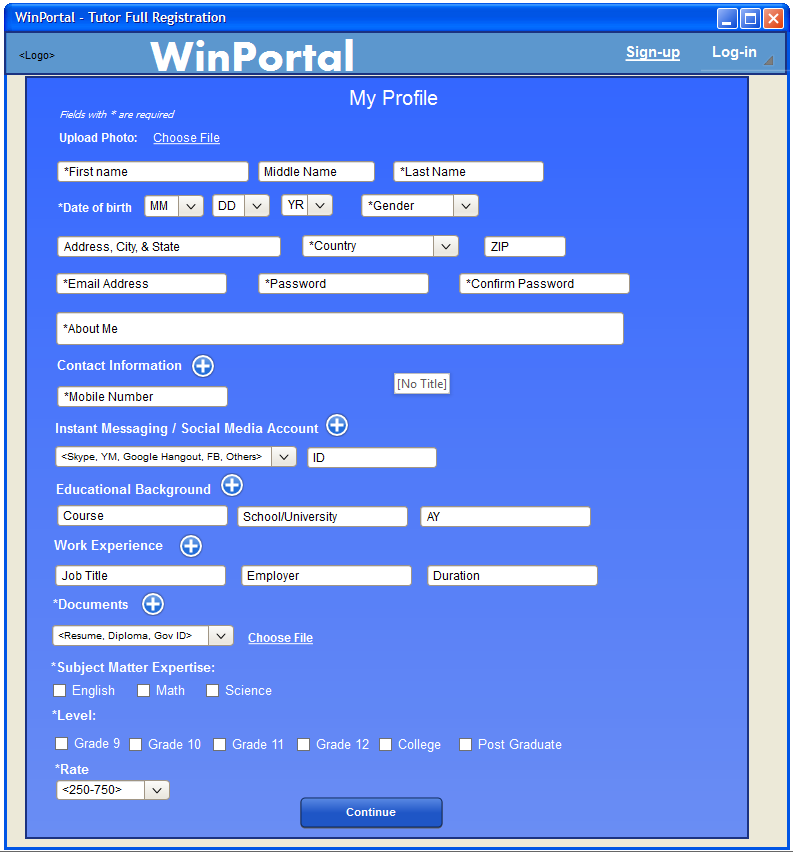 WinPortal - Tutor Full Registration
<Logo> WinPortal Sign-up Log-in
My Profile
Fields with * are required
Upload Photo: Choose File
*First name Middle Name *Last Name
*Date of birth MM DD YR *Gender
Address, City, & State *Country ZIP
*Email Address *Password *Confirm Password
*About Me
Contact Information
[No Title]
*Mobile Number
Instant Messaging / Social Media Account
<Skype, YM, Google Hangout, FB, Others> ID
Educational Background
Course School/University AY
Work Experience
Job Title Employer Duration
*Documents
<Resume, Diploma, Gov ID> Choose File
*Subject Matter Expertise:
English Math Science
*Level:
Grade 9 Grade 10 Grade 11 Grade 12 College Post Graduate
*Rate
<250-750>
Continue